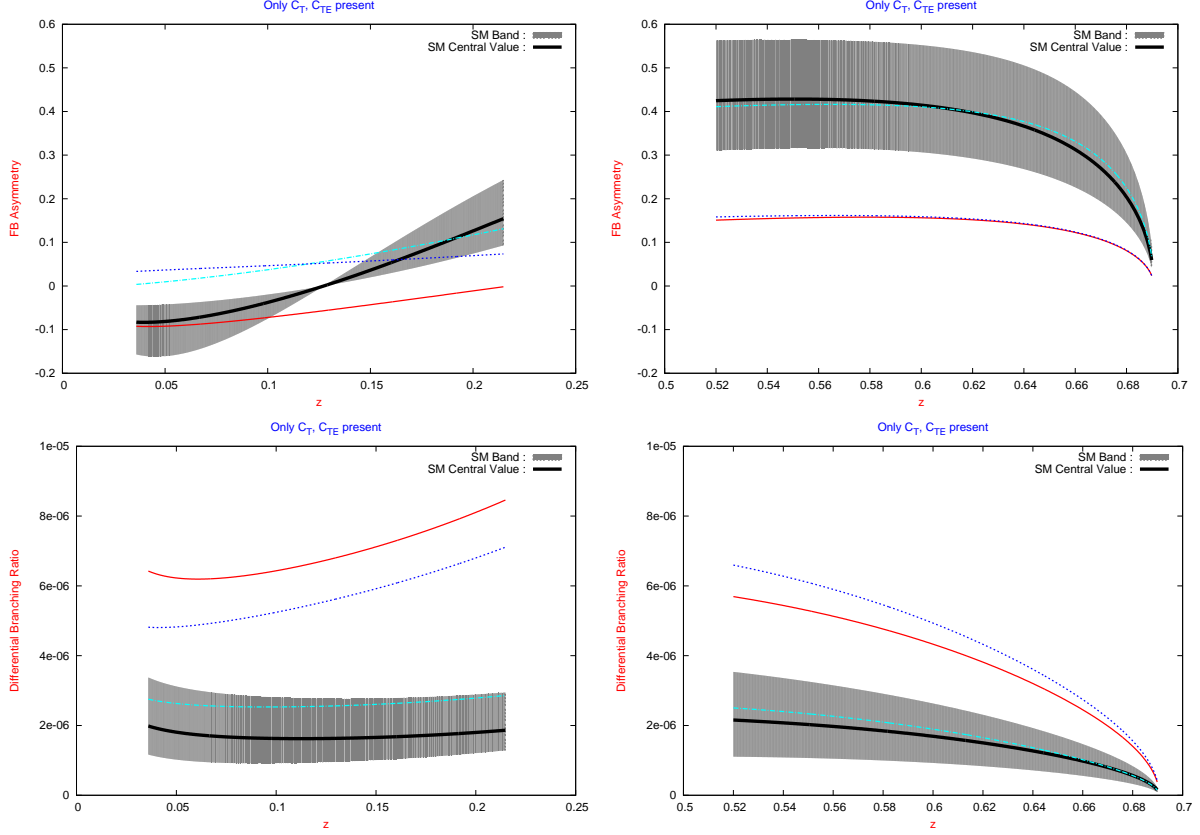 Only C_T, C_TE present
SM Band :
SM Central Value :
0.6
0.5
0.4
0.3
0.2
0.1
0
-0.1
-0.2
FB Asymmetry
0
0.05
0.1
0.15
0.2
0.25
z
Only C_T, C_TE present
SM Band :
SM Central Value :
0.6
0.5
0.4
0.3
0.2
0.1
0
-0.1
-0.2
FB Asymmetry
0.5
0.52
0.54
0.56
0.58
0.6
0.62
0.64
0.66
0.68
0.7
z
Only C_T, C_TE present
SM Band :
SM Central Value :
1e-05
8e-06
6e-06
4e-06
2e-06
0
Differential Branching Ratio
0
0.05
0.1
0.15
0.2
0.25
z
Only C_T, C_TE present
SM Band :
SM Central Value :
1e-05
8e-06
6e-06
4e-06
2e-06
0
Differential Branching Ratio
0.5
0.52
0.54
0.56
0.58
0.6
0.62
0.64
0.66
0.68
0.7
z